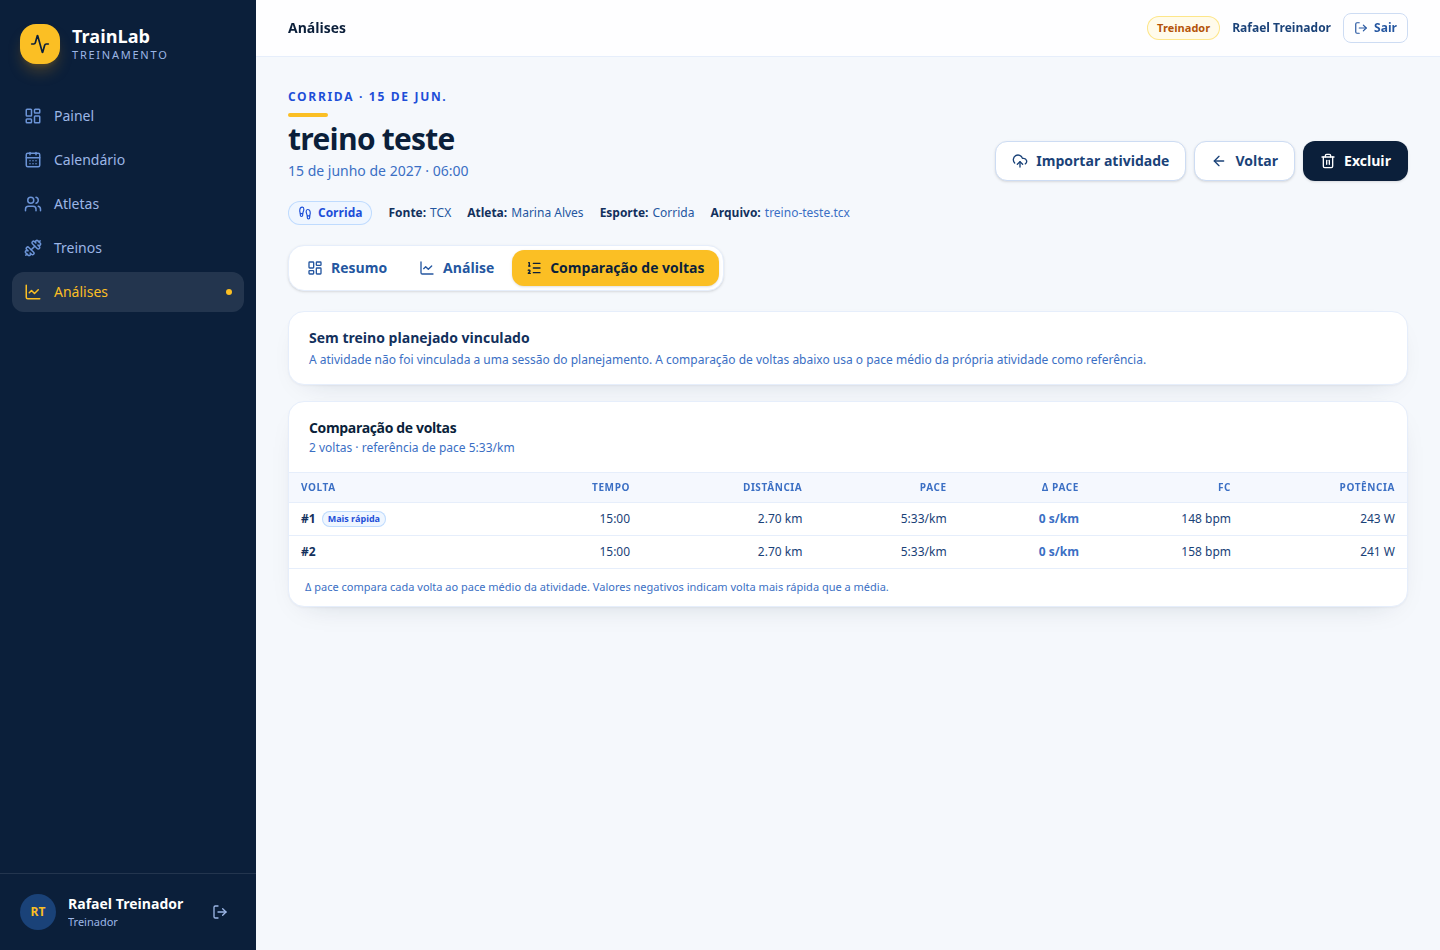 TrainLab
TREINAMENTO
Painel
Calendário
Atletas
Treinos
Análises
RT
Rafael Treinador
Treinador
Análises
Treinador
Rafael Treinador
Sair
CORRIDA · 15 DE JUN.
treino teste
15 de junho de 2027 · 06:00
Importar atividade
Voltar
Excluir
Corrida Fonte: TCX Atleta: Marina Alves Esporte: Corrida Arquivo: treino-teste.tcx
Resumo Análise Comparação de voltas
Sem treino planejado vinculado
A atividade não foi vinculada a uma sessão do planejamento. A comparação de voltas abaixo usa o pace médio da própria atividade como referência.
Comparação de voltas
2 voltas · referência de pace 5:33/km
VOLTA TEMPO DISTÂNCIA PACE Δ PACE FC POTÊNCIA
#1 Mais rápida 15:00 2.70 km 5:33/km 0 s/km 148 bpm 243 W
#2 15:00 2.70 km 5:33/km 0 s/km 158 bpm 241 W
Δ pace compara cada volta ao pace médio da atividade. Valores negativos indicam volta mais rápida que a média.